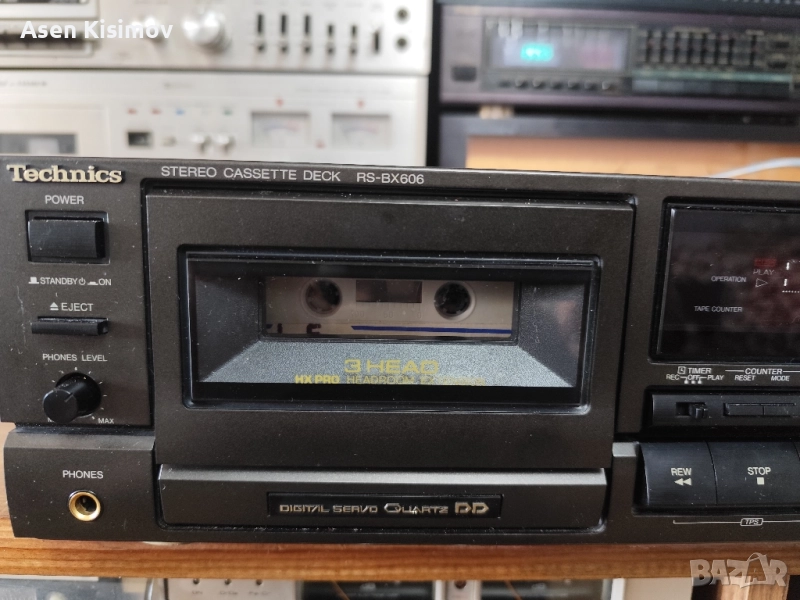 Asen Kisimov
Technics
STEREO CASSETTE DECK RS-BX606
POWER
STANDBY ON
EJECT
PHONES LEVEL
MAX
PHONES
3 HEAD
HX PRO
DIGITAL SERVO QUARTZ DD
OPERATION
PLAY
TAPE COUNTER
TIMER
REC OFF PLAY
COUNTER
RESET MODE
REW
STOP
TPS
BAZAR